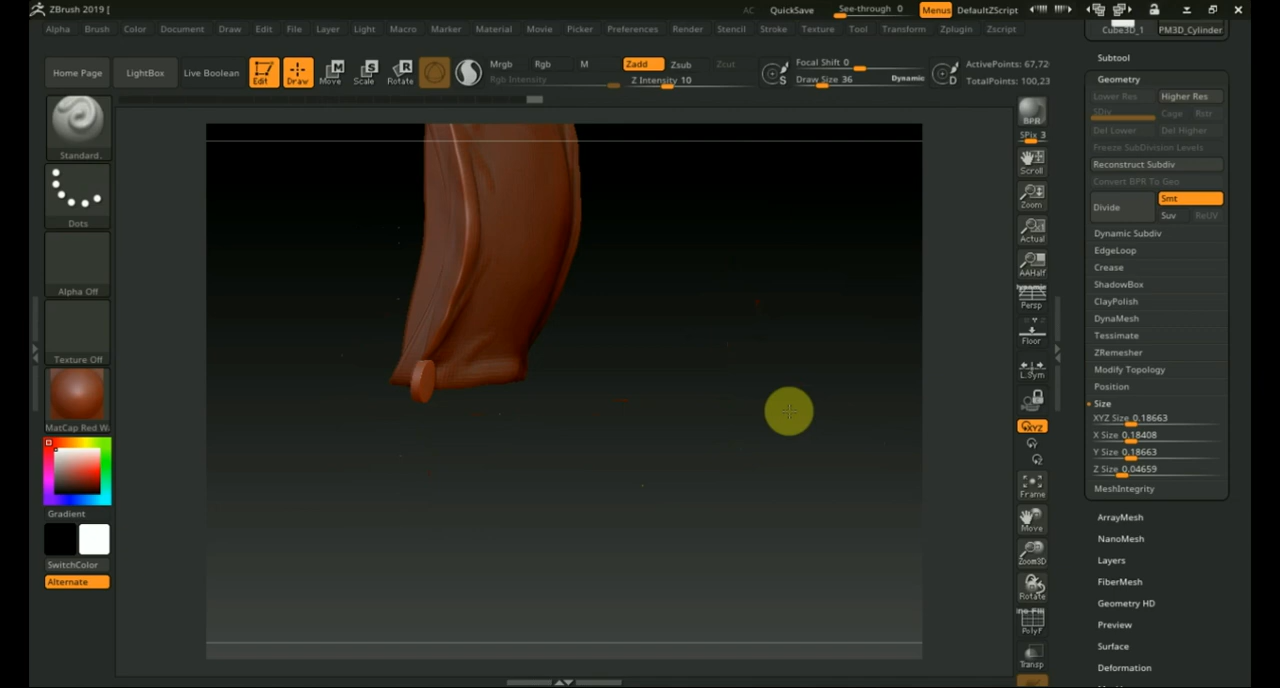 ZBrush 2019 [
AC QuickSave See-through 0 Menus DefaultZScript
Alpha Brush Color Document Draw Edit File Layer Light Macro Marker Material Movie Picker Preferences Render Stencil Stroke Texture Tool Transform Zplugin Zscript
Home Page LightBox Live Boolean Edit Draw Move Scale Rotate
Mrgb Rgb M Zadd Zsub Zcut
Rgb Intensity Z Intensity 10
Focal Shift 0
Draw Size 36 Dynamic
ActivePoints: 67,72
TotalPoints: 100,23
Standard.
Dots
Alpha Off
Texture Off
MatCap Red W
Gradient
SwitchColor
Alternate
BPR
SPix 3
Scroll
Zoom
Actual
AAHalf
Dynamic
Persp
Floor
L.Sym
XYZ
Frame
Move
Zoom3D
Rotate
PolyF
Transp
Cube3D_1 PM3D_Cylinder
Subtool
Geometry
Lower Res Higher Res
SDiv Cage Rstr
Del Lower Del Higher
Freeze SubDivision Levels
Reconstruct Subdiv
Convert BPR To Geo
Divide Smt
Suv ReUV
Dynamic Subdiv
EdgeLoop
Crease
ShadowBox
ClayPolish
DynaMesh
Tessimate
ZRemesher
Modify Topology
Position
Size
XYZ Size 0.18663
X Size 0.18408
Y Size 0.18663
Z Size 0.04659
MeshIntegrity
ArrayMesh
NanoMesh
Layers
FiberMesh
Geometry HD
Preview
Surface
Deformation